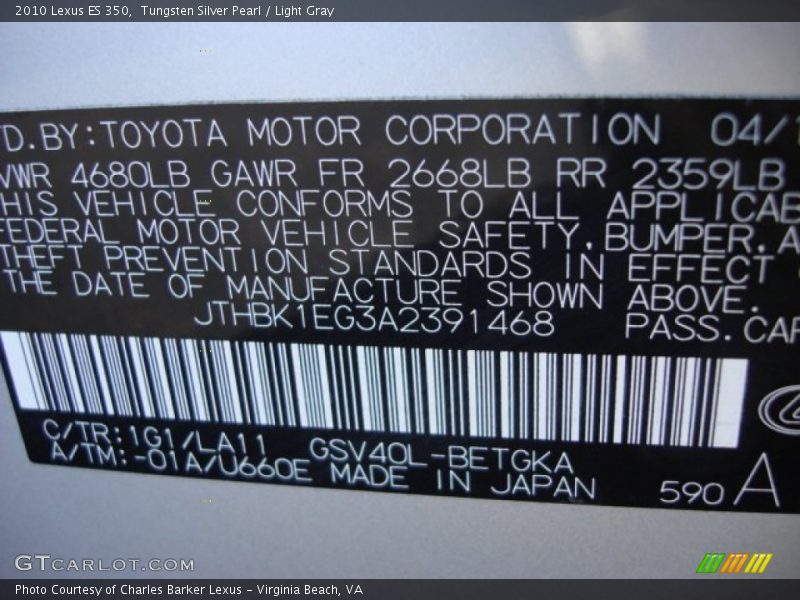 2010 Lexus ES 350,  Tungsten Silver Pearl / Light Gray
D.BY:TOYOTA MOTOR CORPORATION 04/
VWR 4680LB GAWR FR 2668LB RR 2359LB
HIS VEHICLE CONFORMS TO ALL APPLICAB
FEDERAL MOTOR VEHICLE SAFETY, BUMPER, A
THEFT PREVENTION STANDARDS IN EFFECT
THE DATE OF MANUFACTURE SHOWN ABOVE.
JTHBK1EG3A2391468 PASS.CAR
C/TR:1G1/LA11 GSV40L-BETGKA
A/TM:-01A/U660E MADE IN JAPAN
590 A
GTCARLOT.COM
Photo Courtesy of Charles Barker Lexus - Virginia Beach, VA